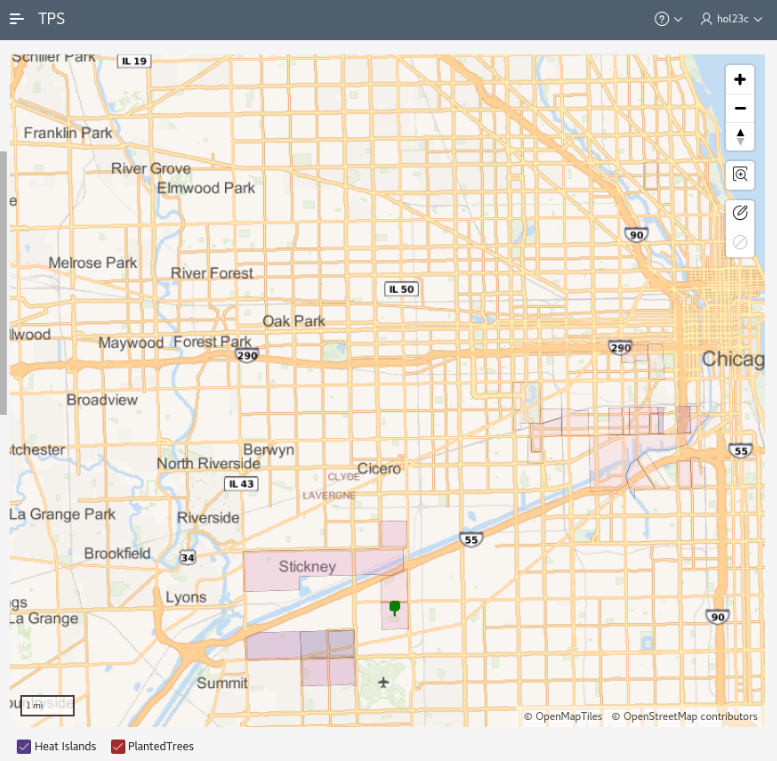 TPS
hol23c
Schiller Park
IL 19
Franklin Park
River Grove
Elmwood Park
90
Melrose Park
River Forest
IL 50
Oak Park
lwood
Maywood
Forest Park
290
290
Chicag
Broadview
tchester
Berwyn
North Riverside
Cicero
55
CLYDE
IL 43
LAVERGNE
La Grange Park
Riverside
55
Brookfield
34
Stickney
Lyons
gs
La Grange
90
Summit
1 mi
© OpenMapTiles © OpenStreetMap contributors
Heat Islands
PlantedTrees